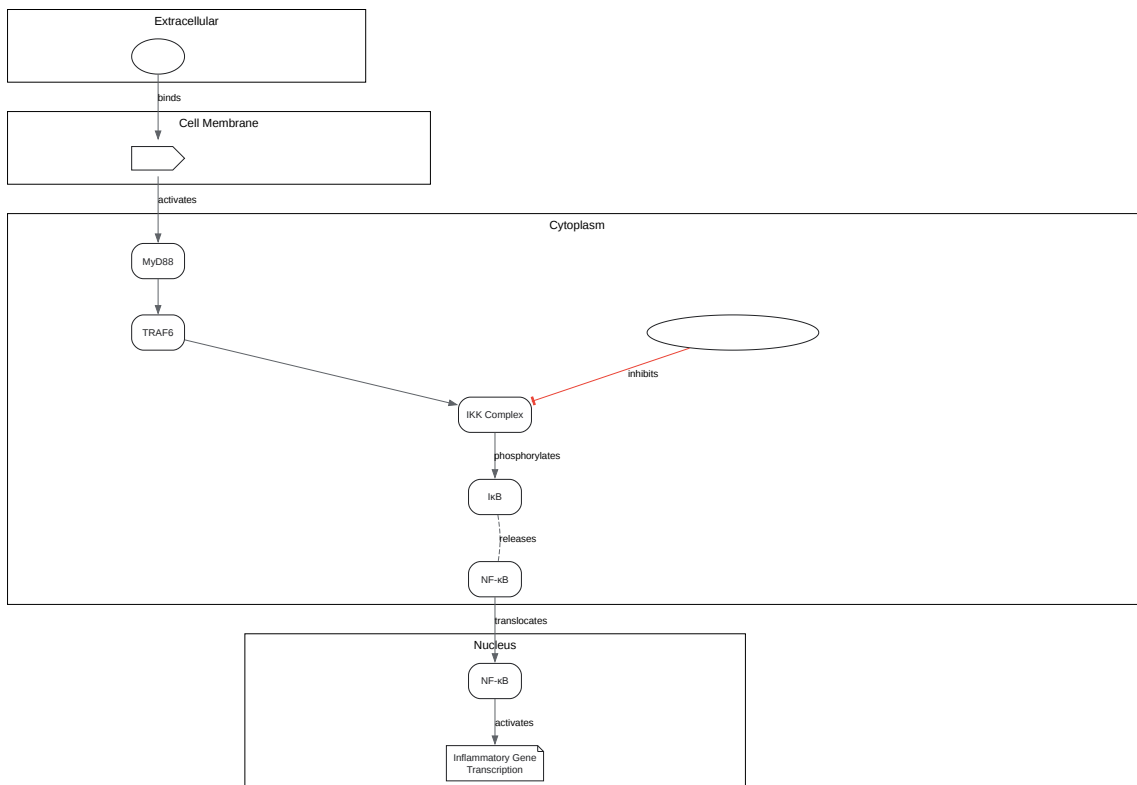 Extracellular
binds
Cell Membrane
activates
Cytoplasm
MyD88
TRAF6
inhibits
IKK Complex
phosphorylates
IκB
releases
NF-κB
translocates
Nucleus
NF-κB
activates
Inflammatory Gene
Transcription